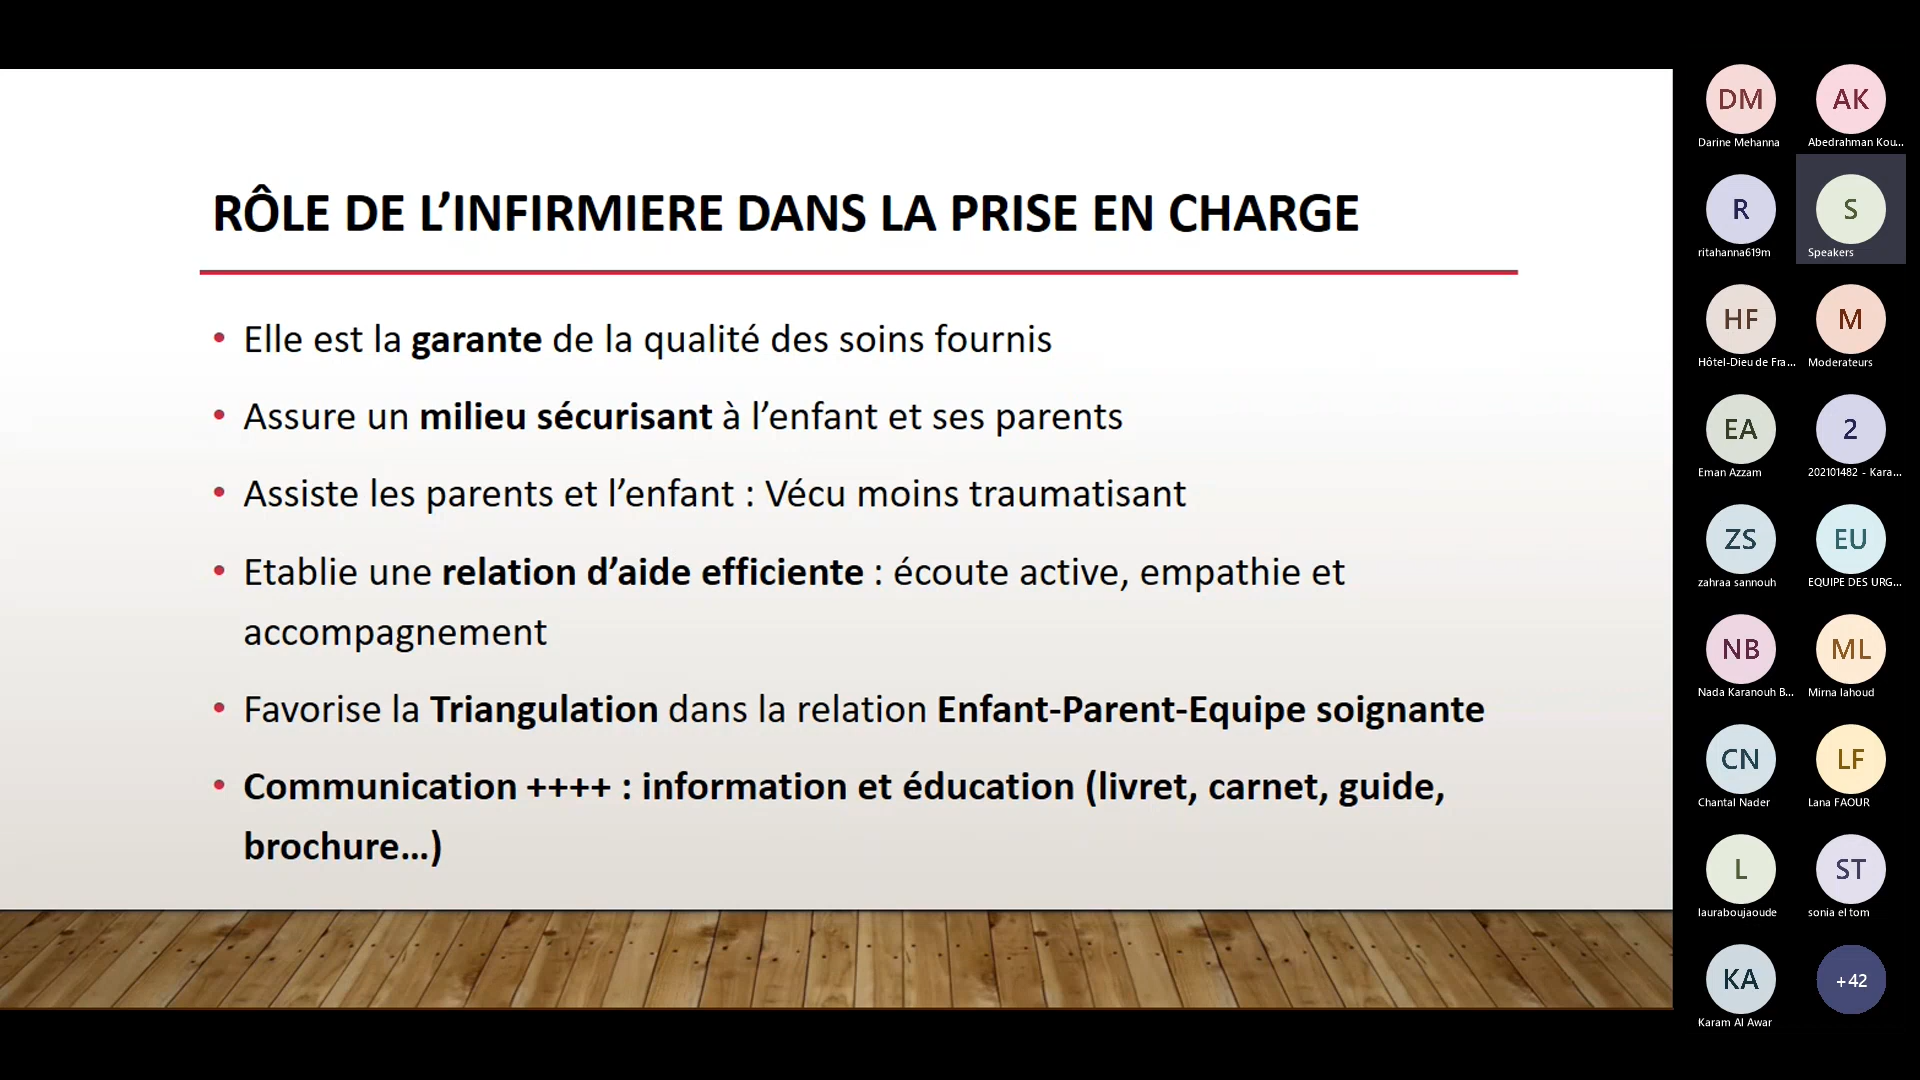 RÔLE DE L’INFIRMIERE DANS LA PRISE EN CHARGE
• Elle est la garante de la qualité des soins fournis
• Assure un milieu sécurisant à l’enfant et ses parents
• Assiste les parents et l’enfant : Vécu moins traumatisant
• Etablie une relation d’aide efficiente : écoute active, empathie et
accompagnement
• Favorise la Triangulation dans la relation Enfant-Parent-Equipe soignante
• Communication ++++ : information et éducation (livret, carnet, guide,
brochure...)
DM
Darine Mehanna
AK
Abedrahman Kou...
R
ritahanna619m
S
Speakers
HF
Hôtel-Dieu de Fra...
M
Moderateurs
EA
Eman Azzam
2
202101482 - Kara...
ZS
zahraa sannouh
EU
EQUIPE DES URG...
NB
Nada Karanouh B...
ML
Mirna lahoud
CN
Chantal Nader
LF
Lana FAOUR
L
lauraboujaoude
ST
sonia el tom
KA
Karam Al Awar
+42